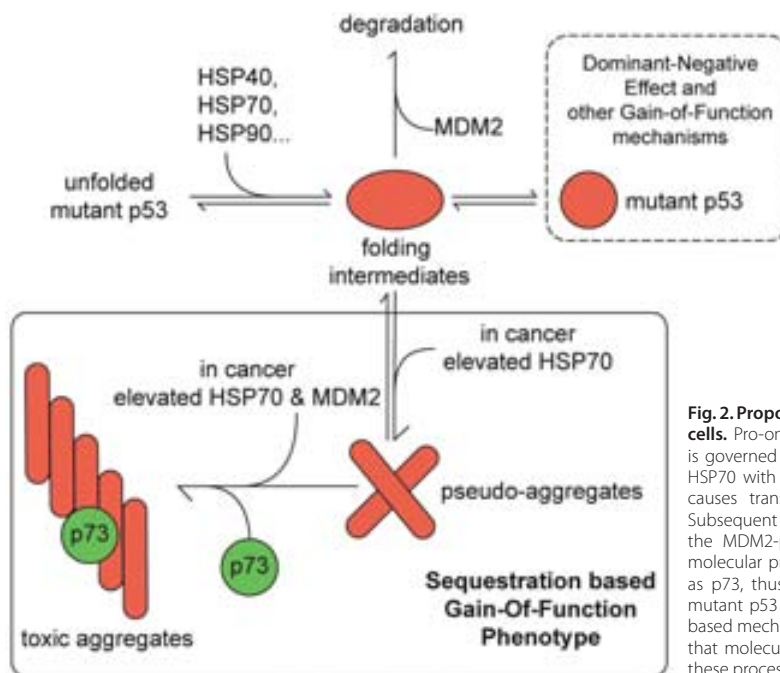 degradation
HSP40,
HSP70,
HSP90...
MDM2
Dominant-Negative
Effect and
other Gain-of-Function
mechanisms
unfolded
mutant p53
mutant p53
folding
intermediates
in cancer
elevated HSP70
in cancer
elevated HSP70 & MDM2
pseudo-aggregates
p73
p73
toxic aggregates
Sequestration based
Gain-Of-Function
Phenotype
Fig. 2. Propo
cells. Pro-on
is governed
HSP70 with
causes trans
Subsequent
the MDM2-p
molecular p
as p73, thus
mutant p53
based mech
that molecul
these proces